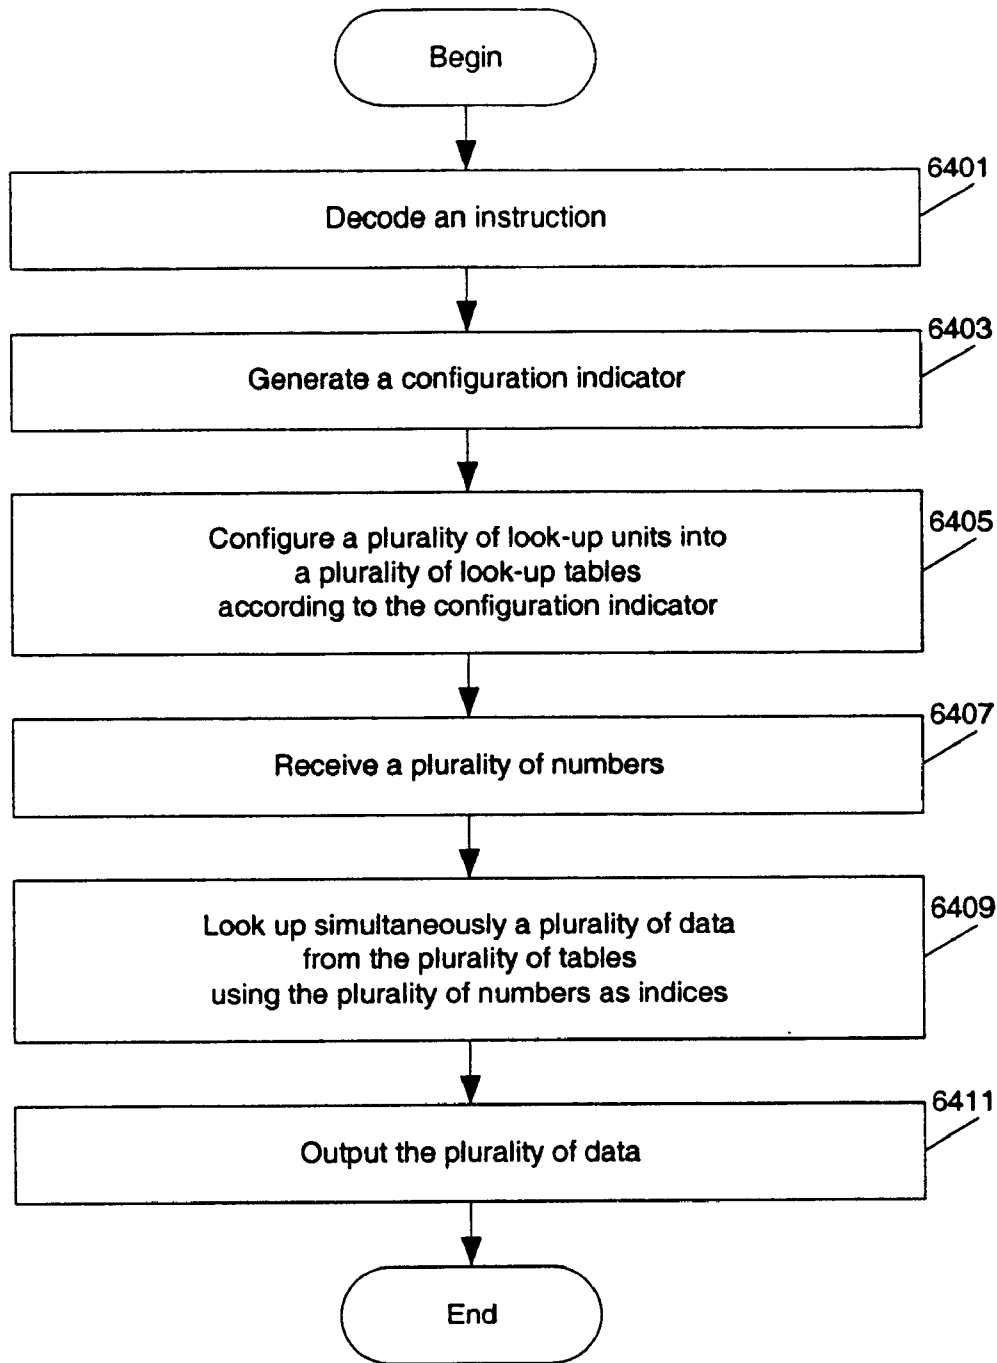 Begin
6401
Decode an instruction
6403
Generate a configuration indicator
6405
Configure a plurality of look-up units into
a plurality of look-up tables
according to the configuration indicator
6407
Receive a plurality of numbers
6409
Look up simultaneously a plurality of data
from the plurality of tables
using the plurality of numbers as indices
6411
Output the plurality of data
End